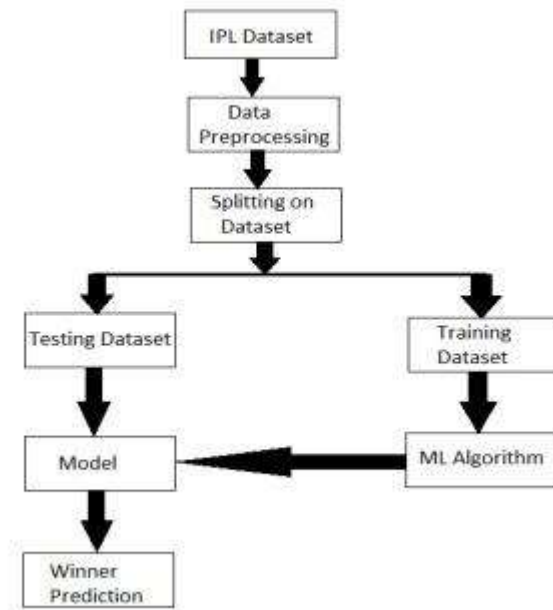 IPL Dataset
Data
Preprocessing
Splitting on
Dataset
Testing Dataset
Training
Dataset
Model
ML Algorithm
Winner
Prediction